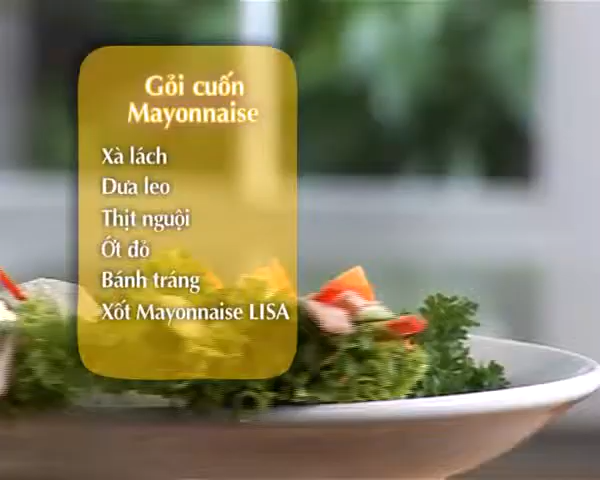 Gỏi cuốn
Mayonnaise
Xà lách
Dưa leo
Thịt nguội
Ớt đỏ
Bánh tráng
Xốt Mayonnaise LISA